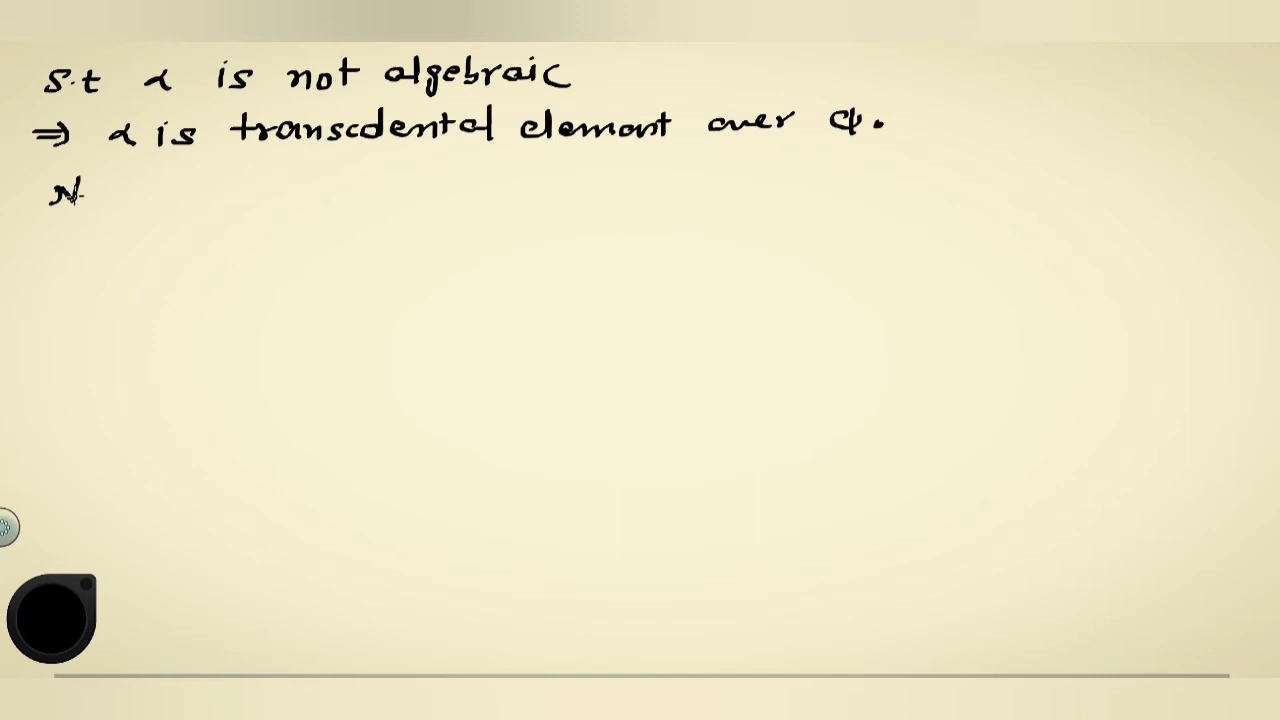 S.t α is not algebraic
⇒ α is transcdental element over ₵.
N